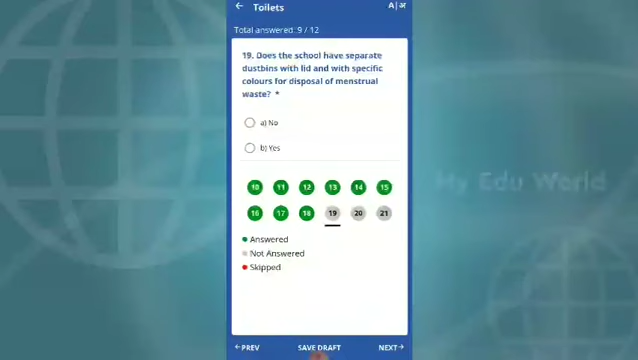 ← Toilets A|अ
Total answered: 9 / 12
19. Does the school have separate
dustbins with lid and with specific
colours for disposal of menstrual
waste? *
a) No
b) Yes
10 11 12 13 14 15
16 17 18 19 20 21
Answered
Not Answered
Skipped
My Edu World
←PREV SAVE DRAFT NEXT→